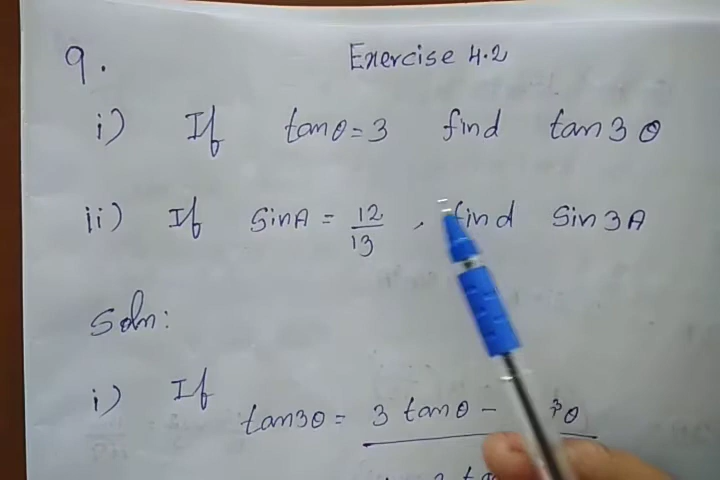 9. Exercise 4.2
i) If tanθ = 3 find tan3θ
ii) If SinA = 12/13, find Sin3A
Soln:
i) If
tan3θ = 3 tanθ - ³θ